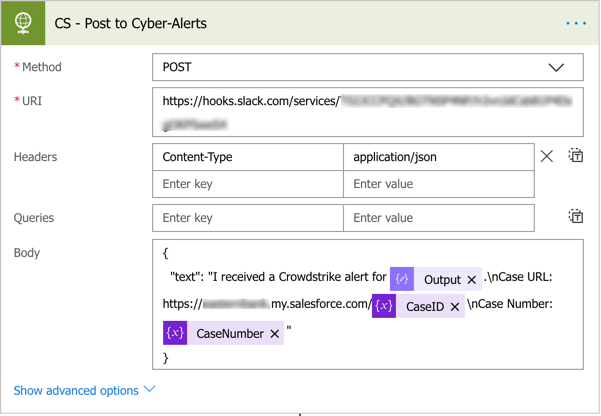 CS - Post to Cyber-Alerts
* Method
POST
* URI
https://hooks.slack.com/services/
Headers
Content-Type
application/json
Enter key
Enter value
Queries
Enter key
Enter value
Body
{
"text": "I received a Crowdstrike alert for Output .\nCase URL:
https:// .my.salesforce.com/ {x} CaseID \nCase Number:
{x} CaseNumber "
}
Show advanced options